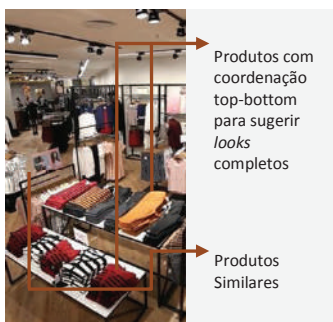 Produtos com
coordenação
top-bottom
para sugerir
looks
completos
Produtos
Similares